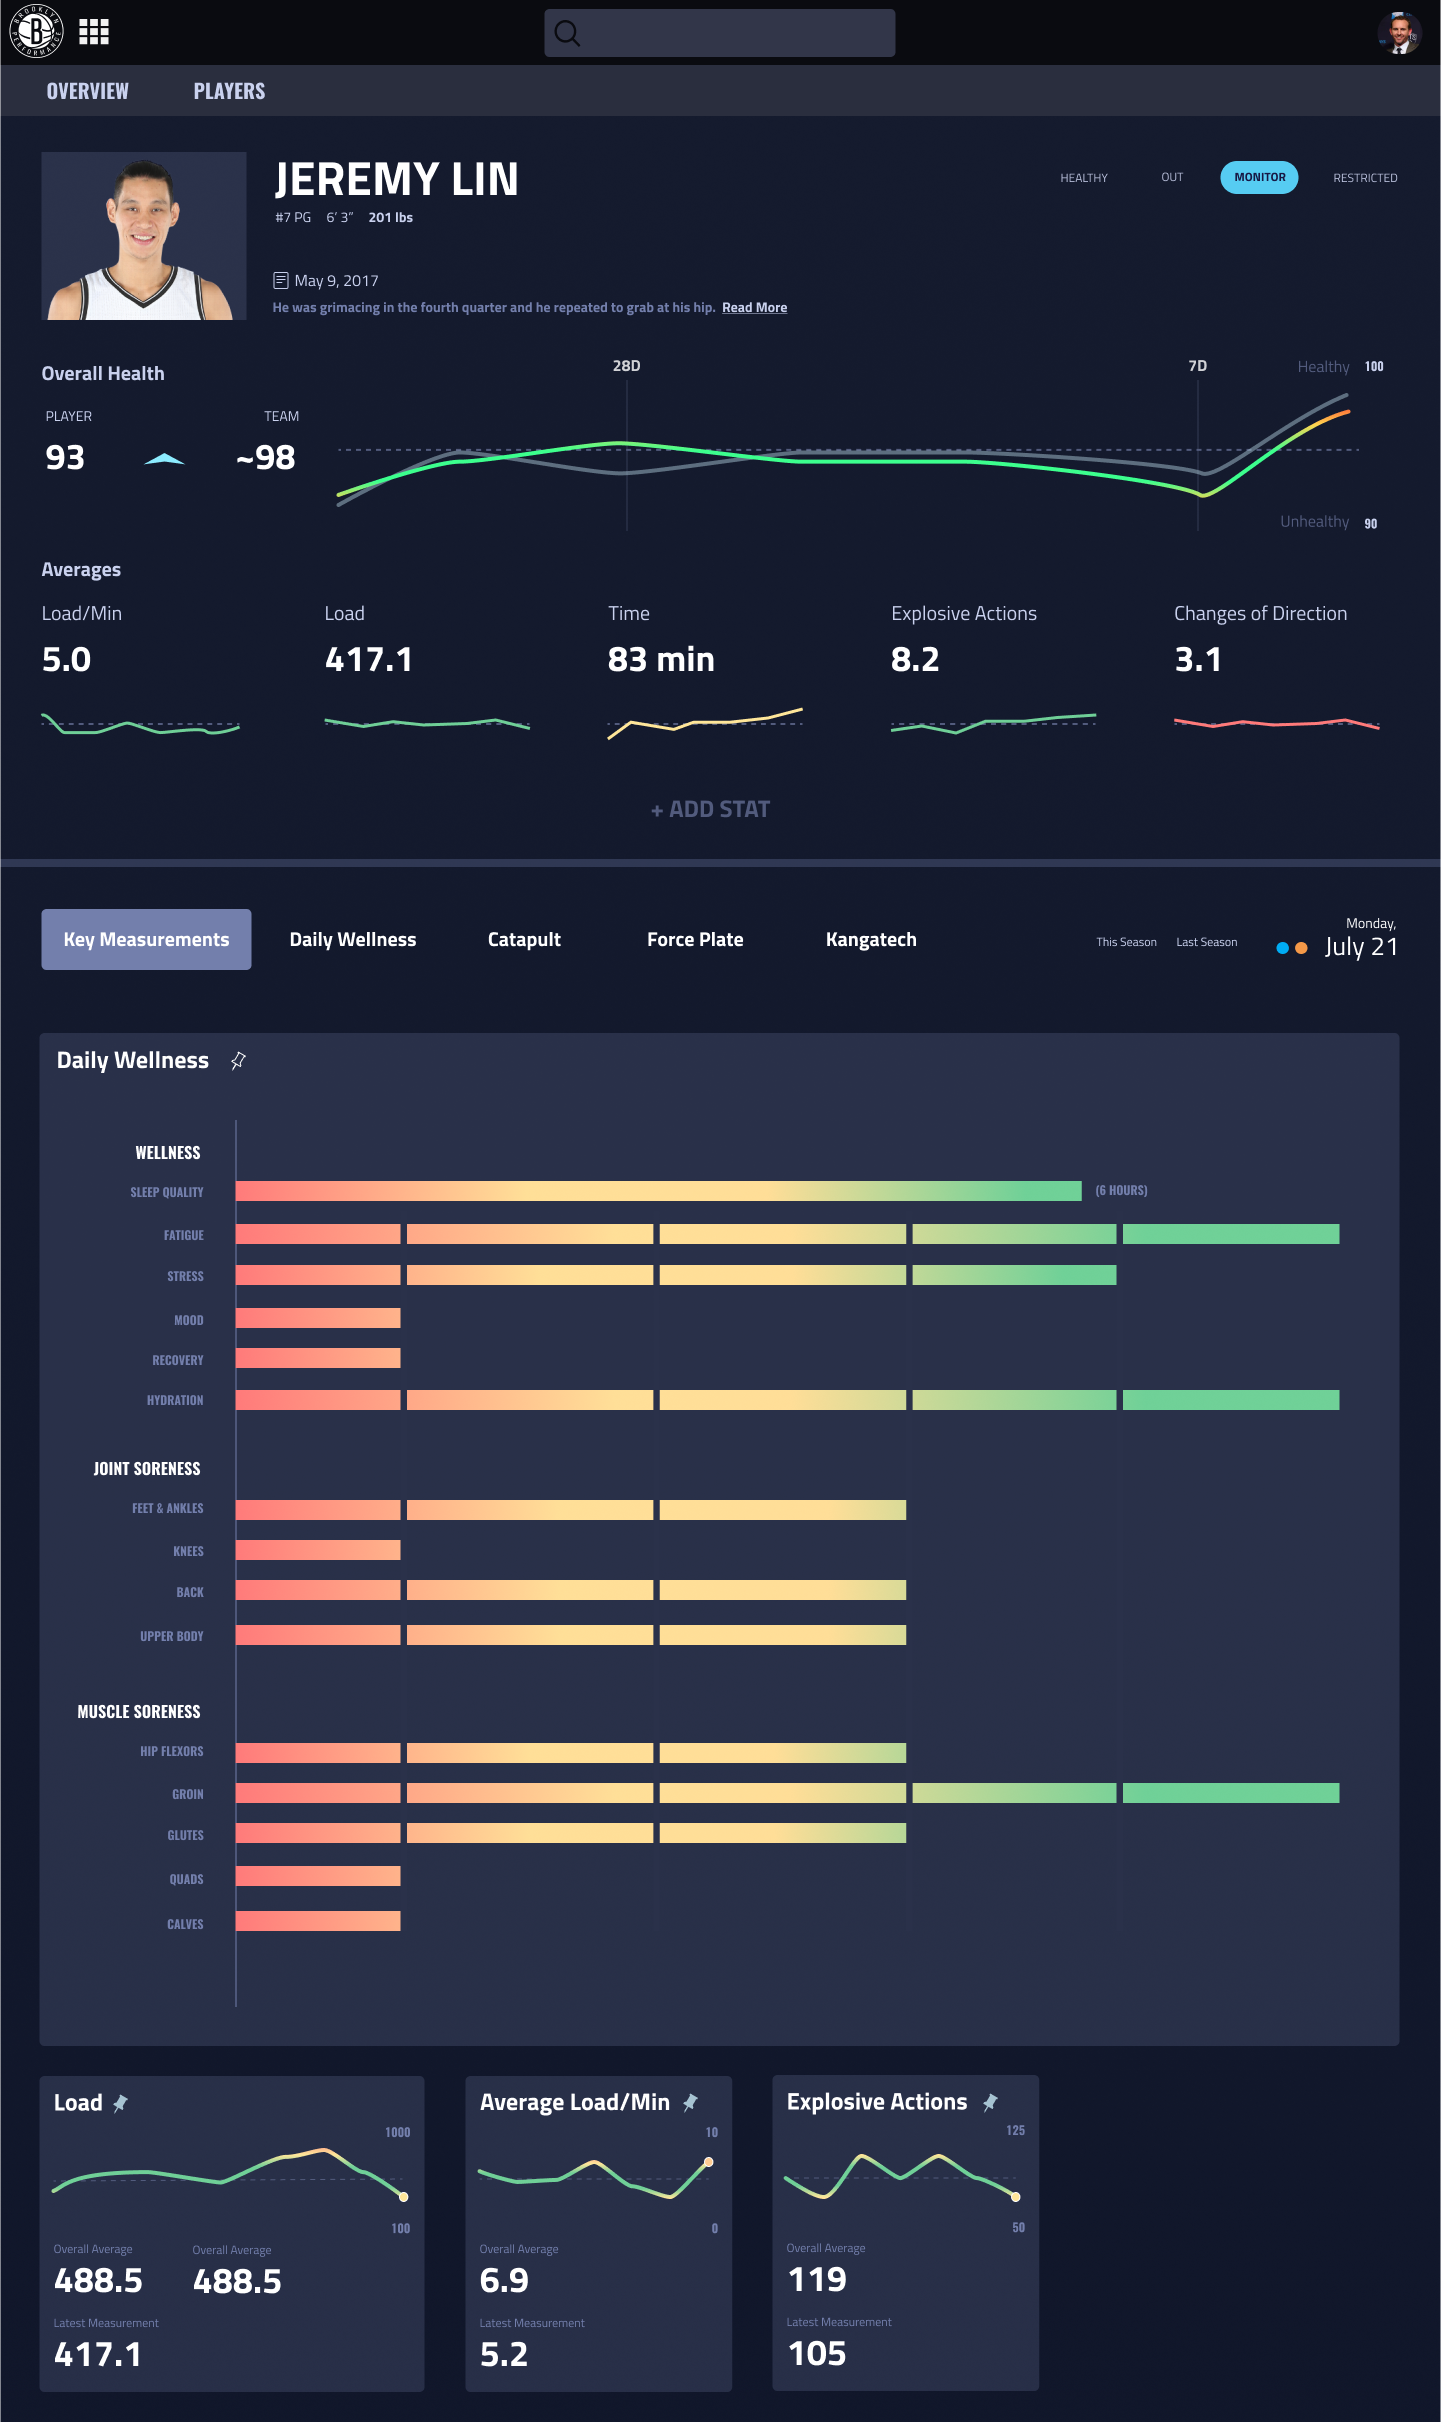 BROOKLYN
B
PERFORMANCE
OVERVIEW PLAYERS
JEREMY LIN
HEALTHY OUT MONITOR RESTRICTED
#7 PG 6’ 3” 201 lbs
May 9, 2017
He was grimacing in the fourth quarter and he repeated to grab at his hip. Read More
Overall Health
28D 7D Healthy 100
PLAYER TEAM
93 ~98
Unhealthy 90
Averages
Load/Min Load Time Explosive Actions Changes of Direction
5.0 417.1 83 min 8.2 3.1
+ ADD STAT
Key Measurements Daily Wellness Catapult Force Plate Kangatech
This Season Last Season
Monday,
July 21
Daily Wellness
WELLNESS
SLEEP QUALITY (6 HOURS)
FATIGUE
STRESS
MOOD
RECOVERY
HYDRATION
JOINT SORENESS
FEET & ANKLES
KNEES
BACK
UPPER BODY
MUSCLE SORENESS
HIP FLEXORS
GROIN
GLUTES
QUADS
CALVES
Load
1000
100
Overall Average Overall Average
488.5 488.5
Latest Measurement
417.1
Average Load/Min
10
0
Overall Average
6.9
Latest Measurement
5.2
Explosive Actions
125
50
Overall Average
119
Latest Measurement
105